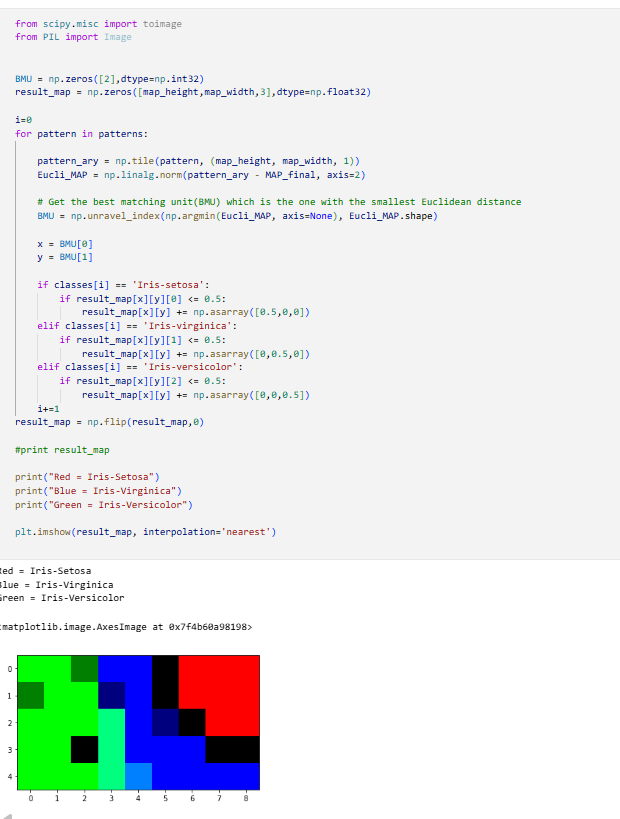 from scipy.misc import toimage
from PIL import Image
BMU = np.zeros([2],dtype=np.int32)
result_map = np.zeros([map_height,map_width,3],dtype=np.float32)
i=0
for pattern in patterns:
pattern_ary = np.tile(pattern, (map_height, map_width, 1))
Eucli_MAP = np.linalg.norm(pattern_ary - MAP_final, axis=2)
# Get the best matching unit(BMU) which is the one with the smallest Euclidean distance
BMU = np.unravel_index(np.argmin(Eucli_MAP, axis=None), Eucli_MAP.shape)
x = BMU[0]
y = BMU[1]
if classes[i] == 'Iris-setosa':
if result_map[x][y][0] <= 0.5:
result_map[x][y] += np.asarray([0.5,0,0])
elif classes[i] == 'Iris-virginica':
if result_map[x][y][1] <= 0.5:
result_map[x][y] += np.asarray([0,0.5,0])
elif classes[i] == 'Iris-versicolor':
if result_map[x][y][2] <= 0.5:
result_map[x][y] += np.asarray([0,0,0.5])
i+=1
result_map = np.flip(result_map,0)
#print result_map
print("Red = Iris-Setosa")
print("Blue = Iris-Virginica")
print("Green = Iris-Versicolor")
plt.imshow(result_map, interpolation='nearest')
Red = Iris-Setosa
Blue = Iris-Virginica
Green = Iris-Versicolor
<matplotlib.image.AxesImage at 0x7f4b60a98198>
0
1
2
3
4
0 1 2 3 4 5 6 7 8